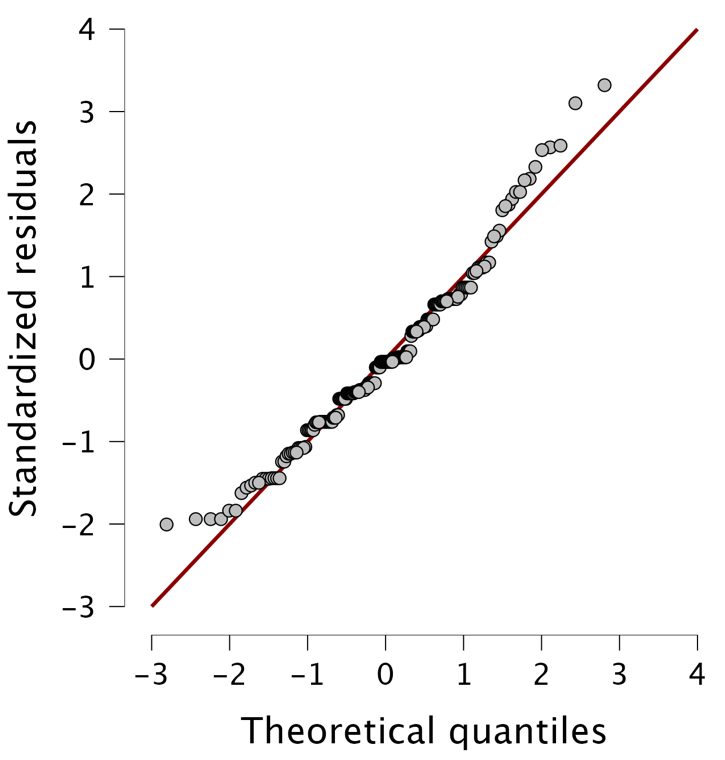 4
3
2
1
0
−1
−2
−3
Standardized residuals
−3 −2 −1 0 1 2 3 4
Theoretical quantiles